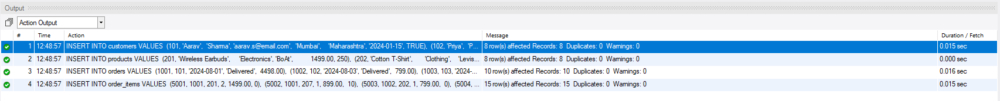 Output
Action Output
# Time Action Message Duration / Fetch
1 12:48:57 INSERT INTO customers VALUES (101, 'Aarav', 'Sharma', 'aarav.s@email.com', 'Mumbai', 'Maharashtra', '2024-01-15', TRUE), (102, 'Priya', 'P... 8 row(s) affected Records: 8 Duplicates: 0 Warnings: 0 0.015 sec
2 12:48:57 INSERT INTO products VALUES (201, 'Wireless Earbuds', 'Electronics', 'BoAt', 1499.00, 250), (202, 'Cotton T-Shirt', 'Clothing', 'Levis... 8 row(s) affected Records: 8 Duplicates: 0 Warnings: 0 0.000 sec
3 12:48:57 INSERT INTO orders VALUES (1001, 101, '2024-08-01', 'Delivered', 4498.00), (1002, 102, '2024-08-03', 'Delivered', 799.00), (1003, 103, '2024-... 10 row(s) affected Records: 10 Duplicates: 0 Warnings: 0 0.016 sec
4 12:48:57 INSERT INTO order_items VALUES (5001, 1001, 201, 2, 1499.00, 0), (5002, 1001, 207, 1, 899.00, 10), (5003, 1002, 202, 1, 799.00, 0), (5004, ... 15 row(s) affected Records: 15 Duplicates: 0 Warnings: 0 0.015 sec